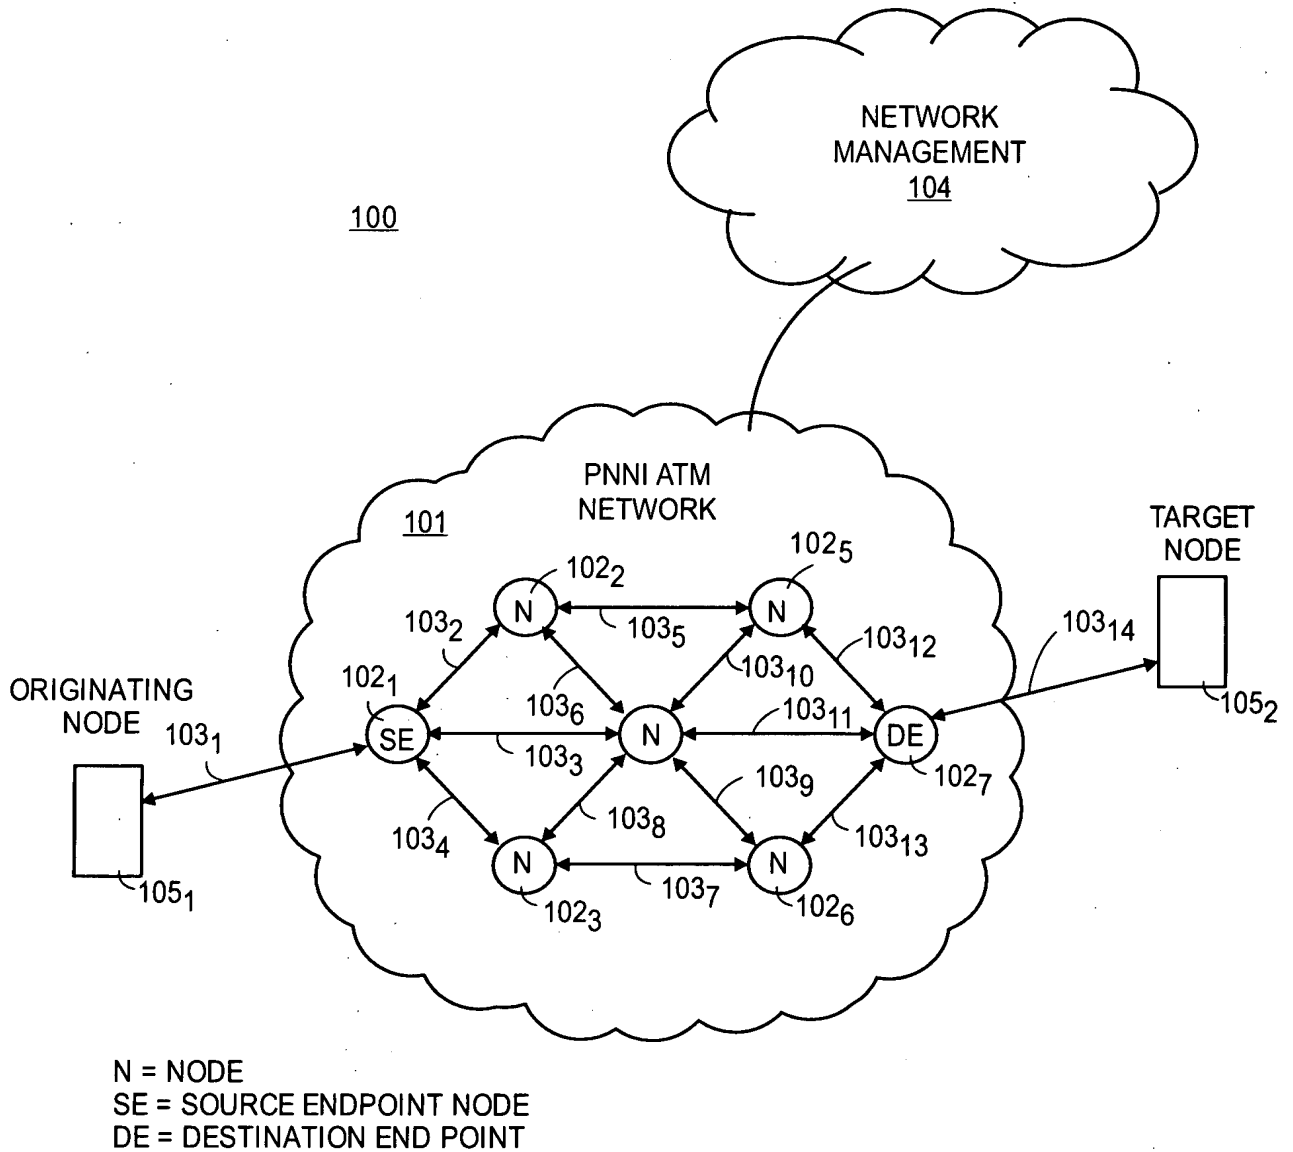 NETWORK
MANAGEMENT
104
100
PNNI ATM
NETWORK
101
TARGET
NODE
102₂
102₅
N
N
103₂
103₅
103₁₂
103₁₄
103₁₀
ORIGINATING
NODE
102₁
103₆
103₁₁
105₂
103₁
SE
N
DE
103₃
103₉
102₇
103₄
103₈
103₁₃
N
N
105₁
103₇
102₃
102₆
N = NODE
SE = SOURCE ENDPOINT NODE
DE = DESTINATION END POINT